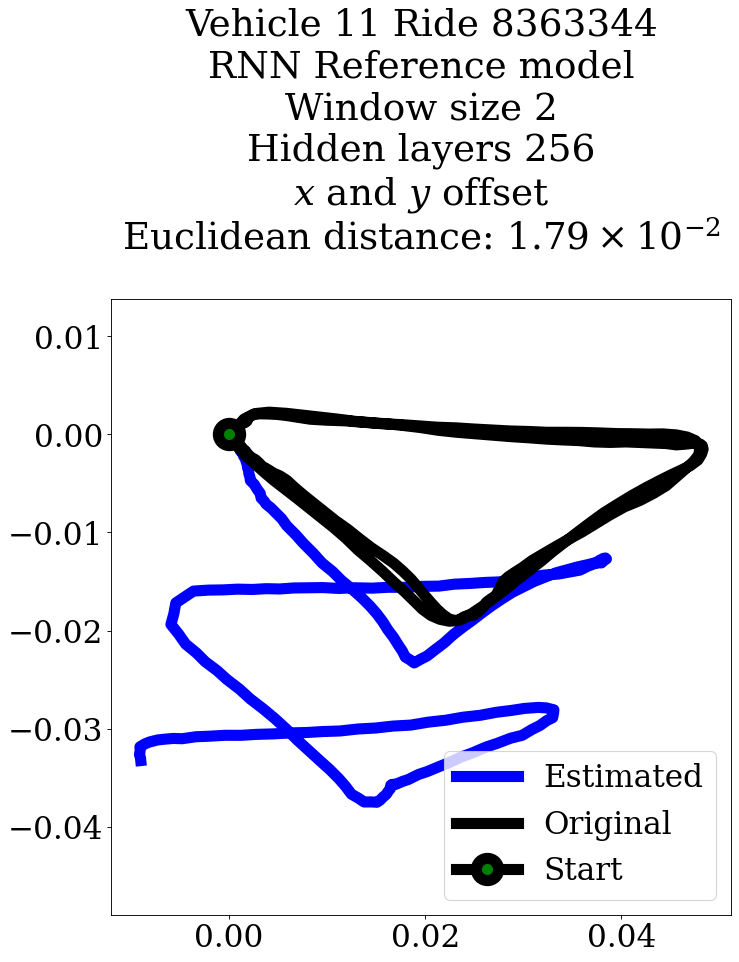 Vehicle 11 Ride 8363344
RNN Reference model
Window size 2
Hidden layers 256
x and y offset
Euclidean distance: 1.79 × 10⁻²
0.01
0.00
−0.01
−0.02
−0.03
−0.04
Estimated
Original
Start
0.00 0.02 0.04